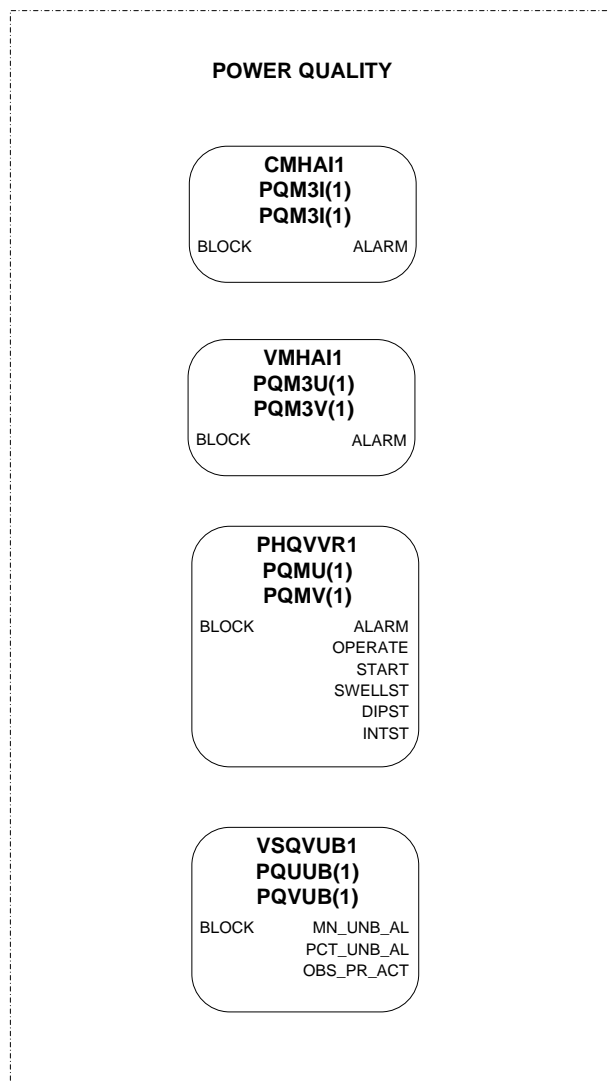 POWER QUALITY
CMHAI1
PQM3I(1)
PQM3I(1)
BLOCK ALARM
VMHAI1
PQM3U(1)
PQM3V(1)
BLOCK ALARM
PHQVVR1
PQMU(1)
PQMV(1)
BLOCK ALARM
OPERATE
START
SWELLST
DIPST
INTST
VSQVUB1
PQUUB(1)
PQVUB(1)
BLOCK MN_UNB_AL
PCT_UNB_AL
OBS_PR_ACT